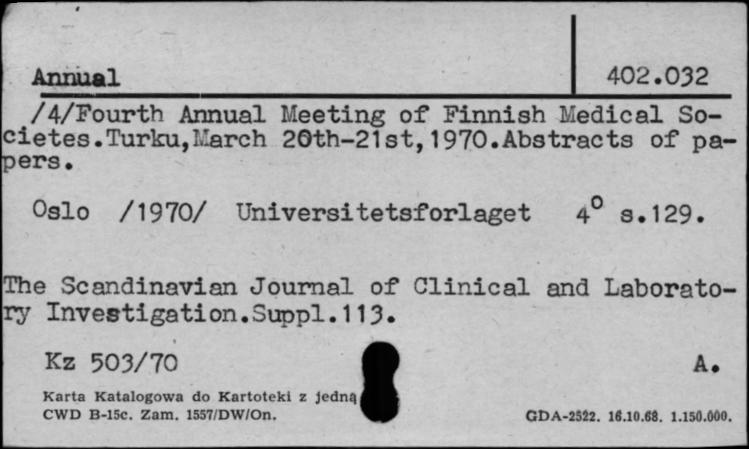 Annual
402.032
/4/Fourth Annual Meeting of Finnish Medical So-
cietes.Turku,March 20th-21st,1970.Abstracts of pa-
pers.
Oslo /1970/ Universitetsforlaget 4° s.129.
The Scandinavian Journal of Clinical and Laborato-
ry Investigation.Suppl.113.
Kz 503/70 A.
Karta Katalogowa do Kartoteki z jedną
CWD B-15c. Zam. 1557/DW/On. GDA-2522. 16.10.68. 1.150.000.